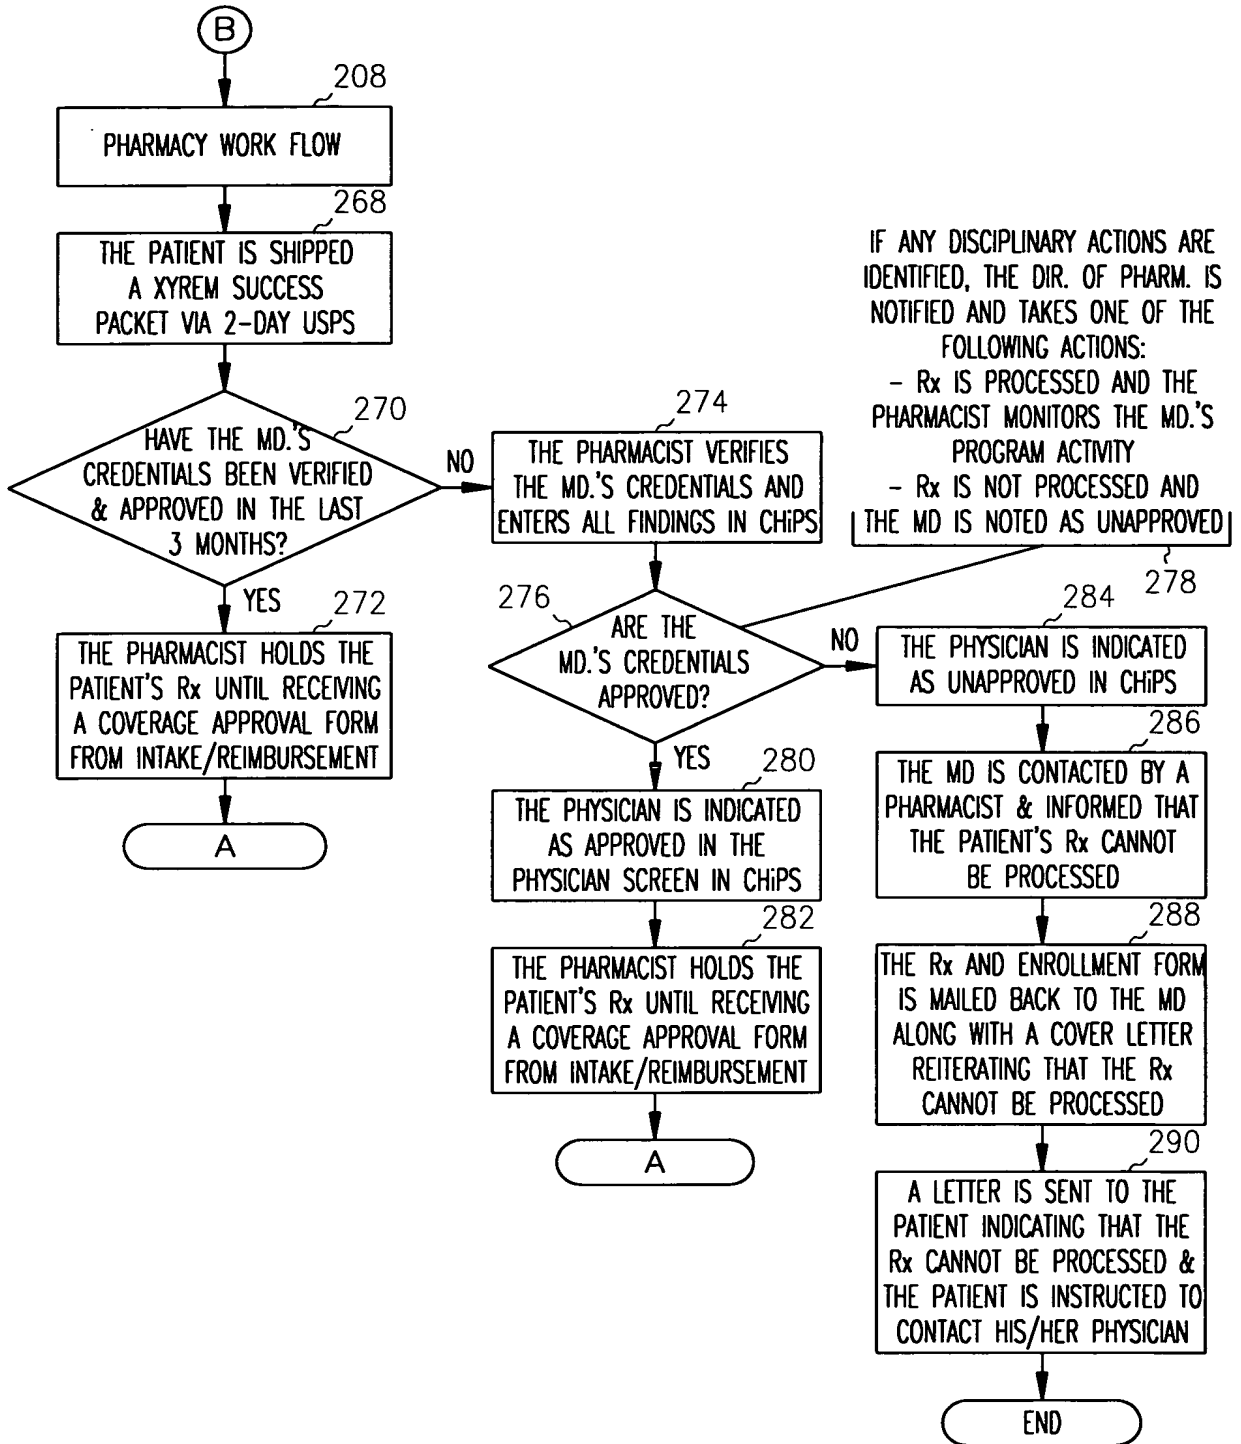 B
208
PHARMACY WORK FLOW
268
THE PATIENT IS SHIPPED
A XYREM SUCCESS
PACKET VIA 2-DAY USPS
270
HAVE THE MD.'S
CREDENTIALS BEEN VERIFIED
& APPROVED IN THE LAST
3 MONTHS?
NO
YES
272
THE PHARMACIST HOLDS THE
PATIENT'S Rx UNTIL RECEIVING
A COVERAGE APPROVAL FORM
FROM INTAKE/REIMBURSEMENT
A
274
THE PHARMACIST VERIFIES
THE MD.'S CREDENTIALS AND
ENTERS ALL FINDINGS IN CHiPS
IF ANY DISCIPLINARY ACTIONS ARE
IDENTIFIED, THE DIR. OF PHARM. IS
NOTIFIED AND TAKES ONE OF THE
FOLLOWING ACTIONS:
- Rx IS PROCESSED AND THE
PHARMACIST MONITORS THE MD.'S
PROGRAM ACTIVITY
- Rx IS NOT PROCESSED AND
THE MD IS NOTED AS UNAPPROVED
278
276
ARE THE
MD.'S CREDENTIALS
APPROVED?
NO
YES
280
THE PHYSICIAN IS INDICATED
AS APPROVED IN THE
PHYSICIAN SCREEN IN CHiPS
282
THE PHARMACIST HOLDS THE
PATIENT'S Rx UNTIL RECEIVING
A COVERAGE APPROVAL FORM
FROM INTAKE/REIMBURSEMENT
A
284
THE PHYSICIAN IS INDICATED
AS UNAPPROVED IN CHiPS
286
THE MD IS CONTACTED BY A
PHARMACIST & INFORMED THAT
THE PATIENT'S Rx CANNOT
BE PROCESSED
288
THE Rx AND ENROLLMENT FORM
IS MAILED BACK TO THE MD
ALONG WITH A COVER LETTER
REITERATING THAT THE Rx
CANNOT BE PROCESSED
290
A LETTER IS SENT TO THE
PATIENT INDICATING THAT THE
Rx CANNOT BE PROCESSED &
THE PATIENT IS INSTRUCTED TO
CONTACT HIS/HER PHYSICIAN
END